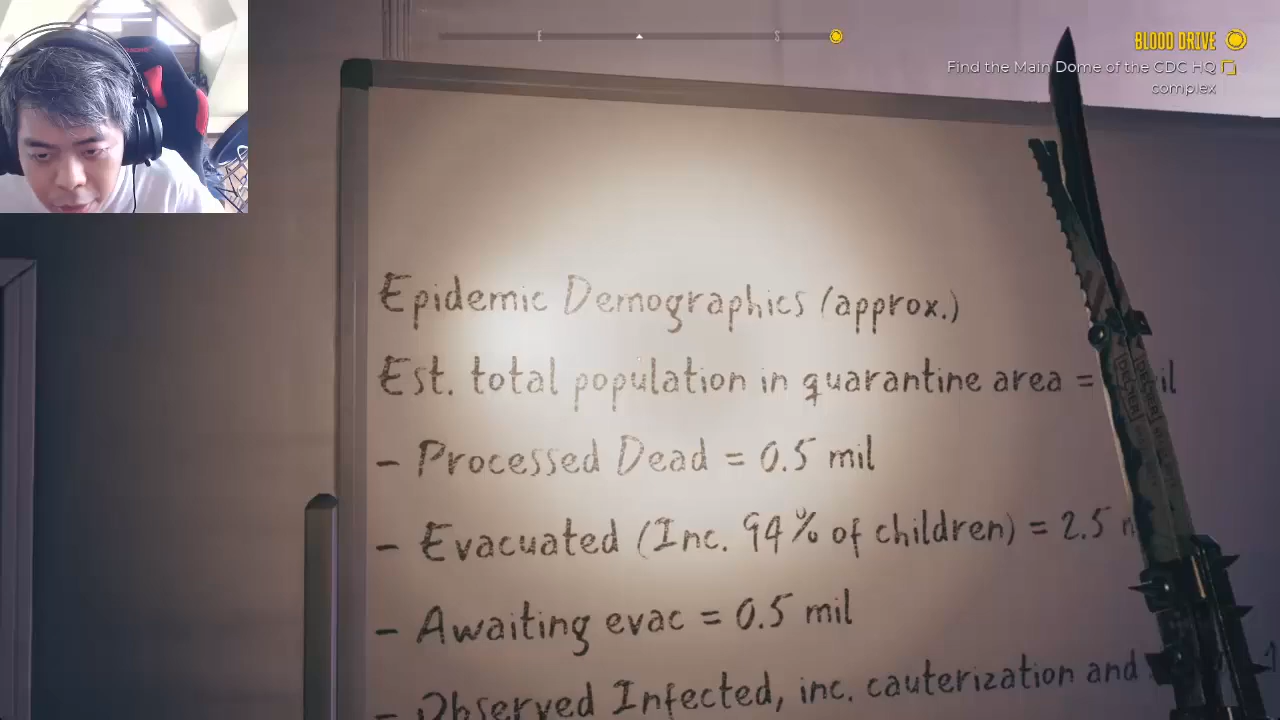 E
S
BLOOD DRIVE
Find the Main Dome of the CDC HQ
complex
Epidemic Demographics (approx.)
Est. total population in quarantine area =
- Processed Dead = 0.5 mil
- Evacuated (Inc. 94% of children) = 2.5
- Awaiting evac = 0.5 mil
- Observed Infected, inc. cauterization and